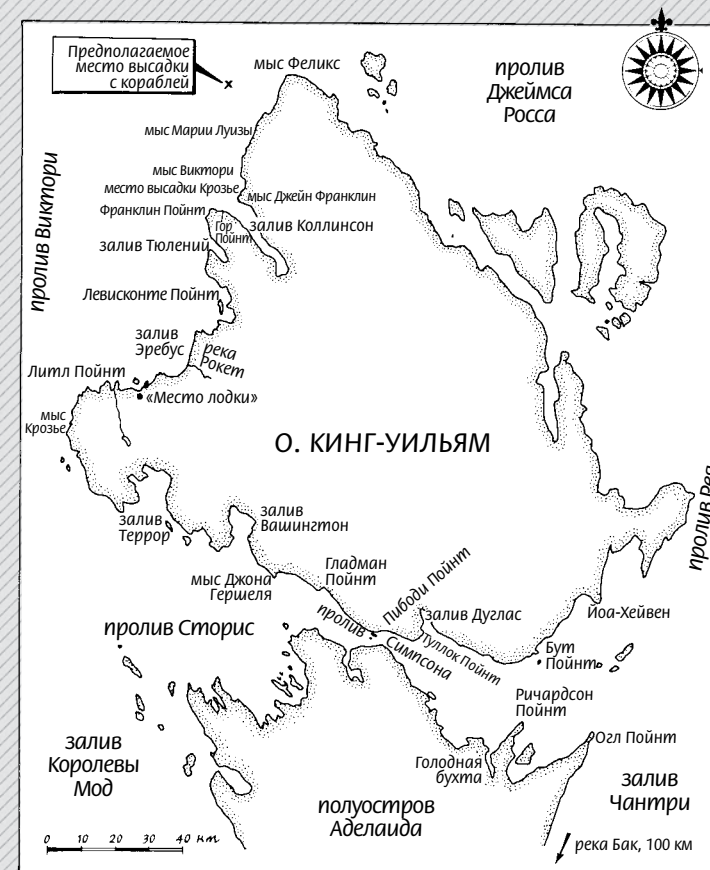 Предполагаемое
место высадки
с кораблей
мыс Феликс
пролив
Джеймса
Росса
мыс Марии Луизы
мыс Виктори
место высадки Крозье
мыс Джейн Франклин
Франклин Пойнт
Гор
Пойнт
залив Коллинсон
залив Тюлений
пролив Виктори
Левисконте Пойнт
залив
Эребус
река
Рокет
Литл Пойнт
«Место лодки»
мыс
Крозье
О. КИНГ-УИЛЬЯМ
пролив
залив
Террор
залив
Вашингтон
мыс Джона
Гершеля
Гладман
Пойнт
Пибоди Пойнт
залив Дуглас
Йоа-Хейвен
пролив Сторис
пролив
Симпсона
Туллок Пойнт
Бут
Пойнт
Ричардсон
Пойнт
Огл Пойнт
залив
Королевы
Мод
Голодная
бухта
полуостров
Аделаида
залив
Чантри
0 10 20 30 40 км
река Бак, 100 км